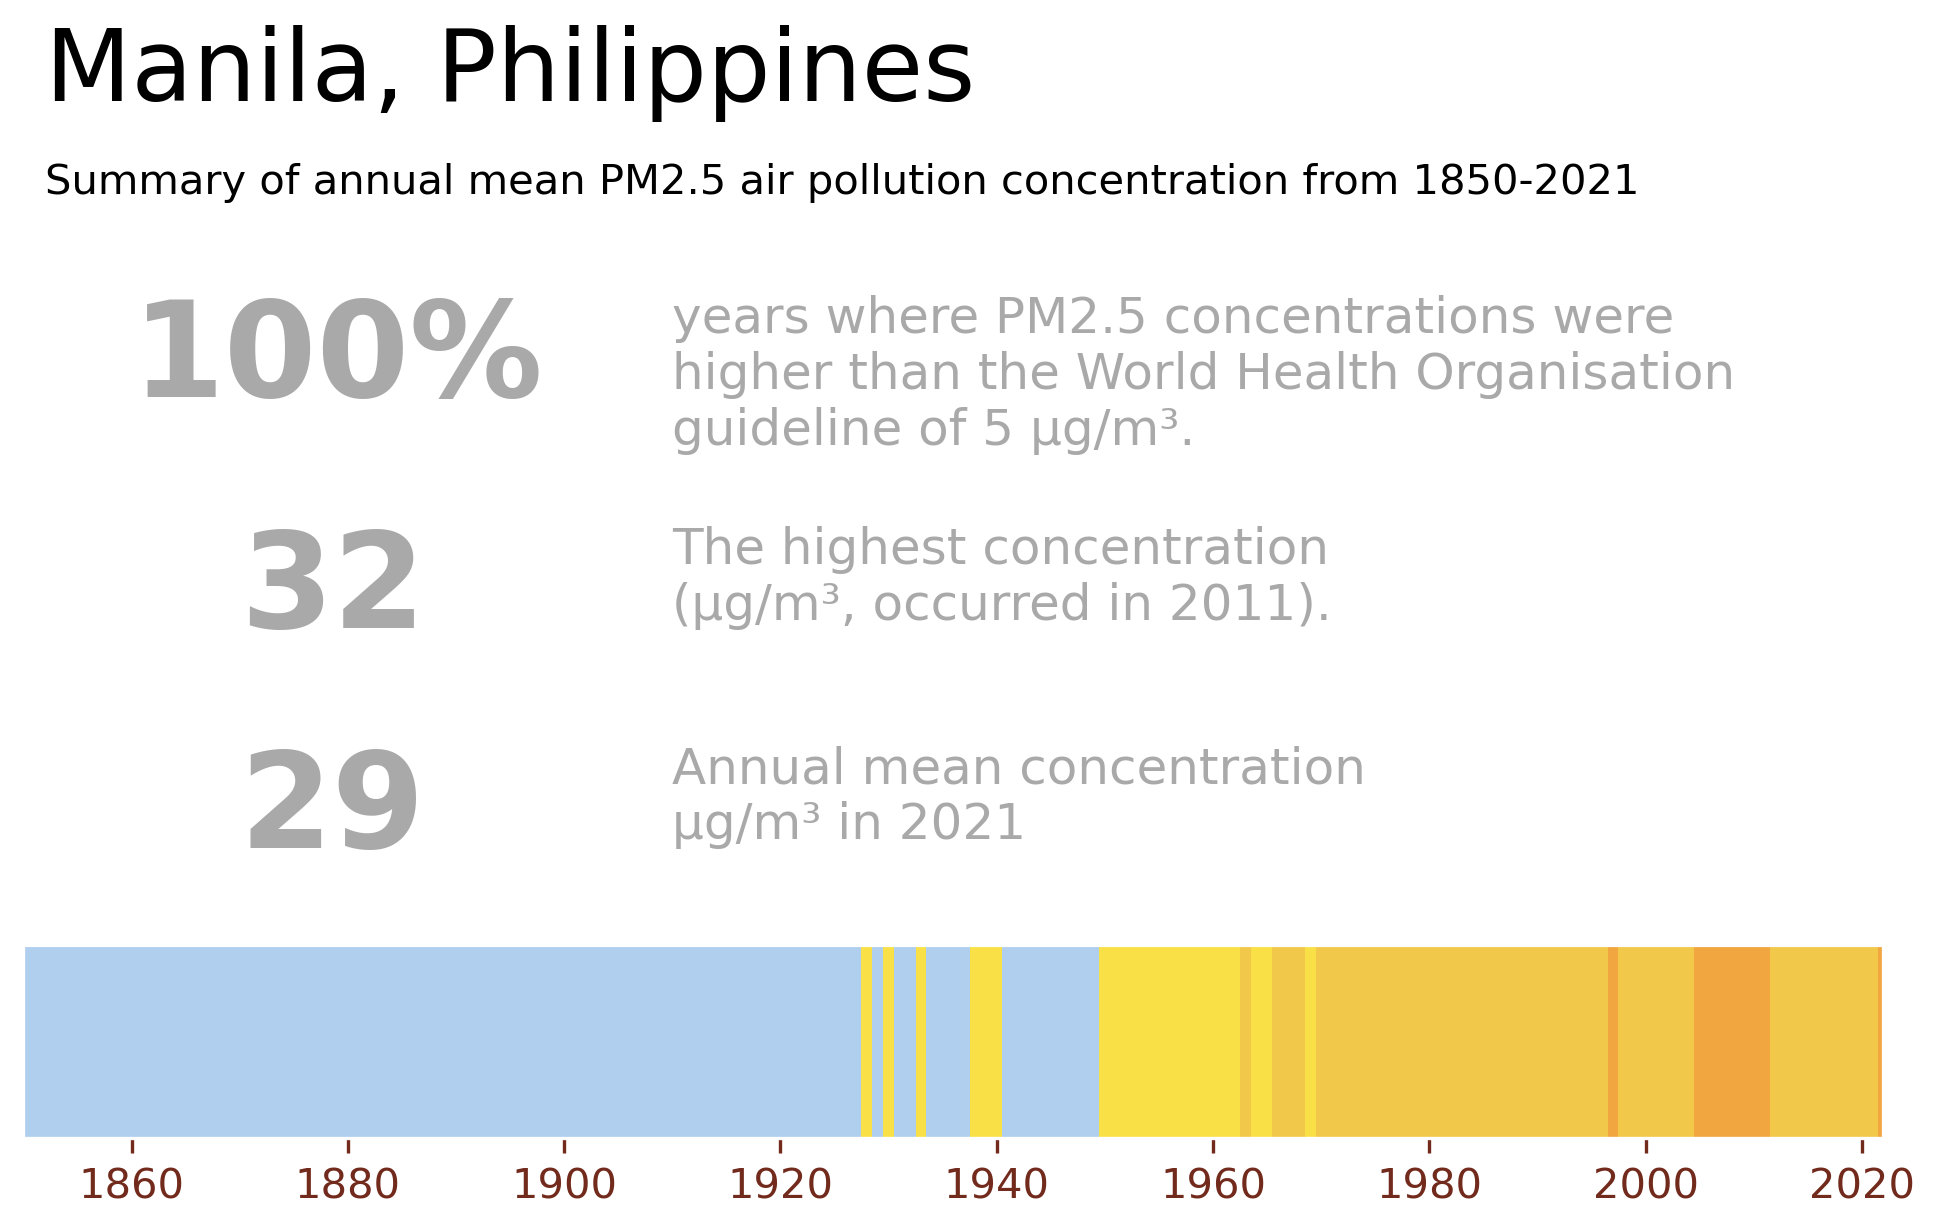 Manila, Philippines
Summary of annual mean PM2.5 air pollution concentration from 1850-2021
100%
years where PM2.5 concentrations were
higher than the World Health Organisation
guideline of 5 µg/m³.
32
The highest concentration
(µg/m³, occurred in 2011).
29
Annual mean concentration
µg/m³ in 2021
1860 1880 1900 1920 1940 1960 1980 2000 2020